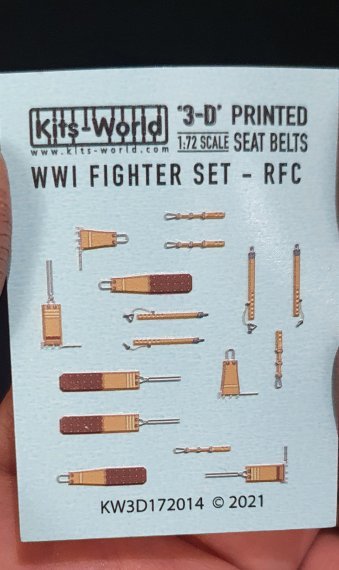 Kits-World
www.kits-world.com
"3-D" PRINTED
1:72 SCALE SEAT BELTS
WWI FIGHTER SET - RFC
KW3D172014 © 2021